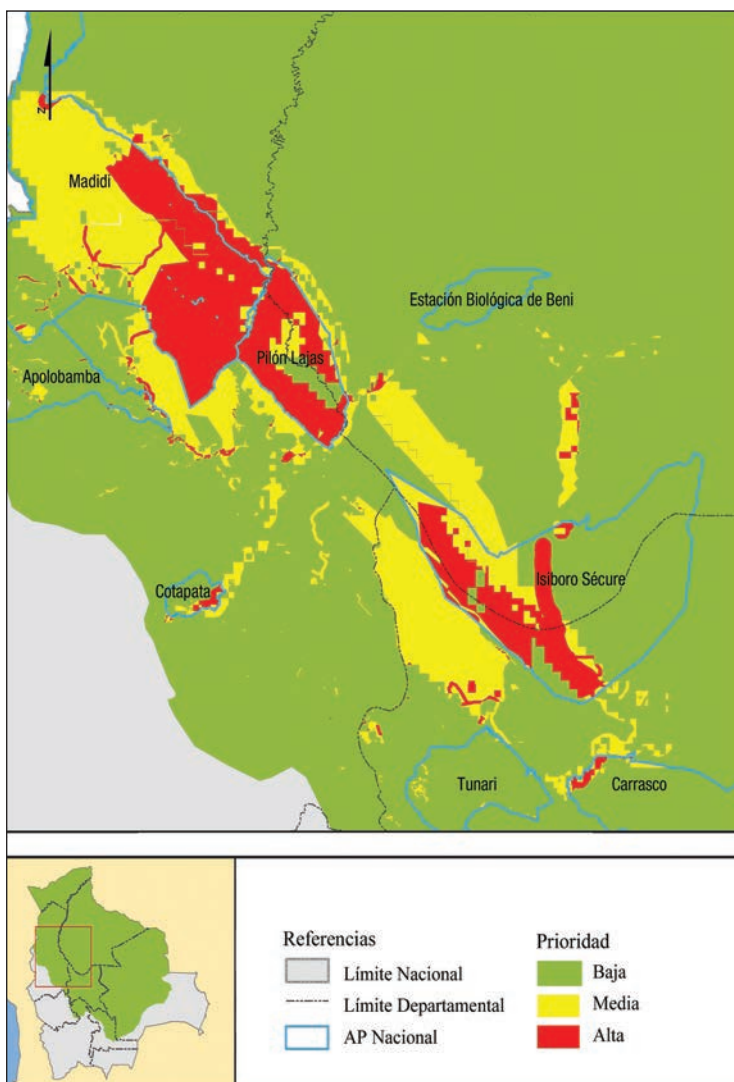 N
Madidi
Estación Biológica de Beni
Pilón Lajas
Apolobamba
Isiboro Sécure
Cotapata
Tunari
Carrasco
Referencias
Límite Nacional
Límite Departamental
AP Nacional
Prioridad
Baja
Media
Alta